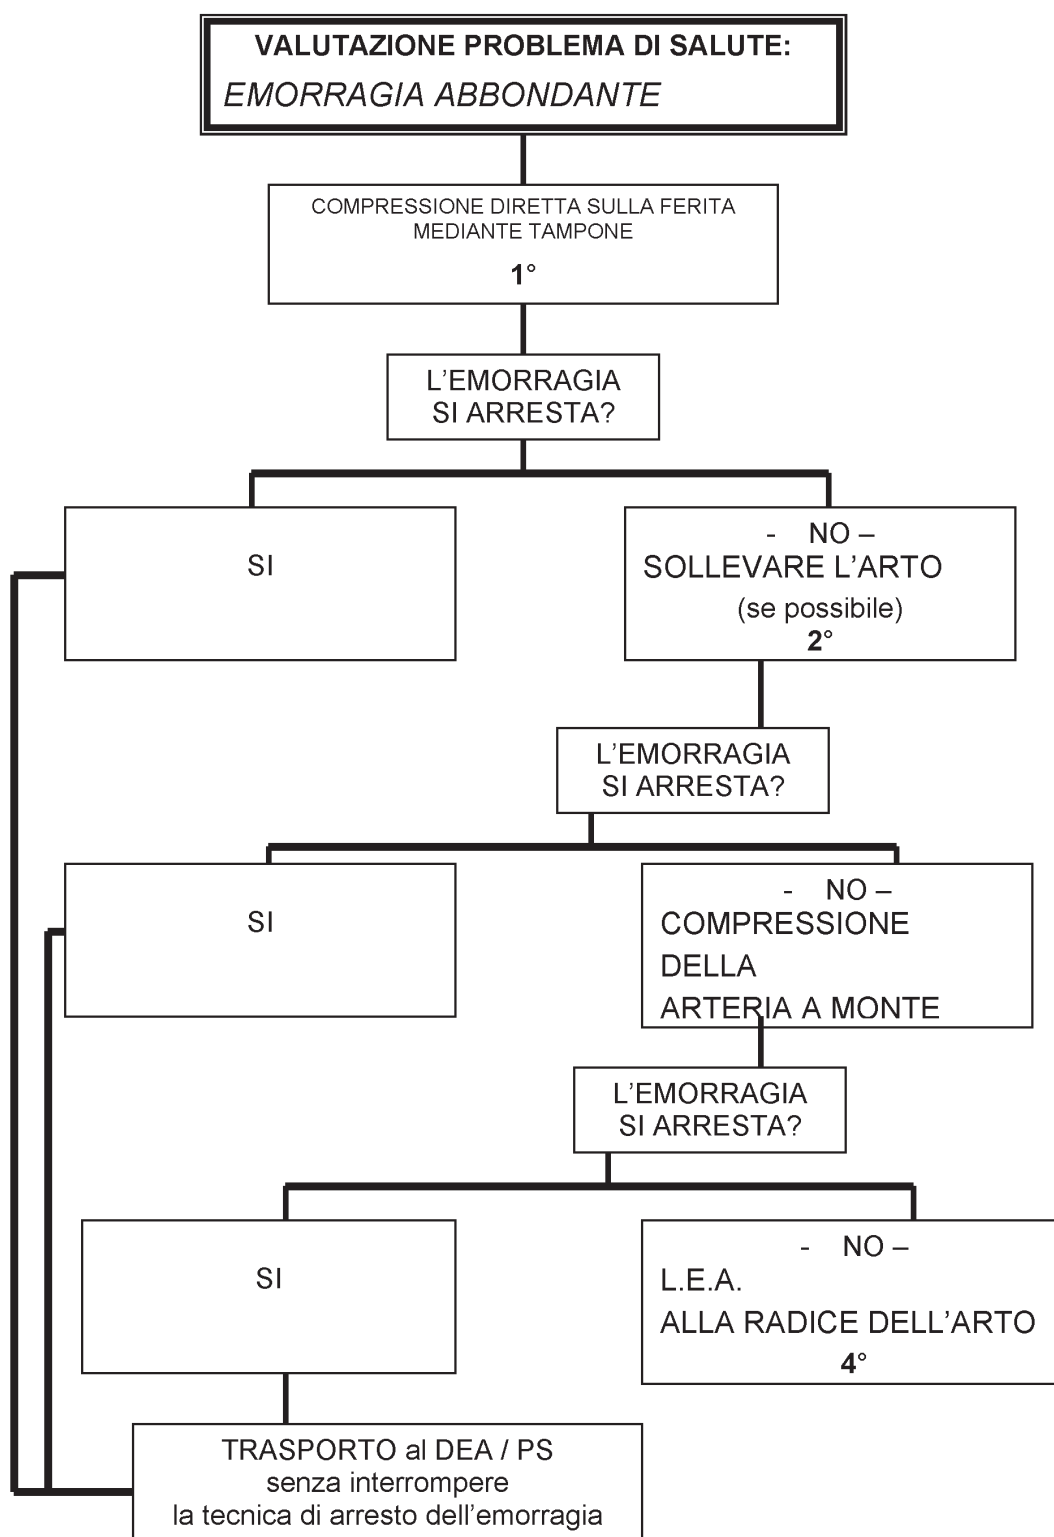 VALUTAZIONE PROBLEMA DI SALUTE:
EMORRAGIA ABBONDANTE
COMPRESSIONE DIRETTA SULLA FERITA
MEDIANTE TAMPONE
1°
L'EMORRAGIA
SI ARRESTA?
SI
- NO –
SOLLEVARE L'ARTO
(se possibile)
2°
L'EMORRAGIA
SI ARRESTA?
SI
- NO –
COMPRESSIONE
DELLA
ARTERIA A MONTE
L'EMORRAGIA
SI ARRESTA?
SI
- NO –
L.E.A.
ALLA RADICE DELL'ARTO
4°
TRASPORTO al DEA / PS
senza interrompere
la tecnica di arresto dell'emorragia